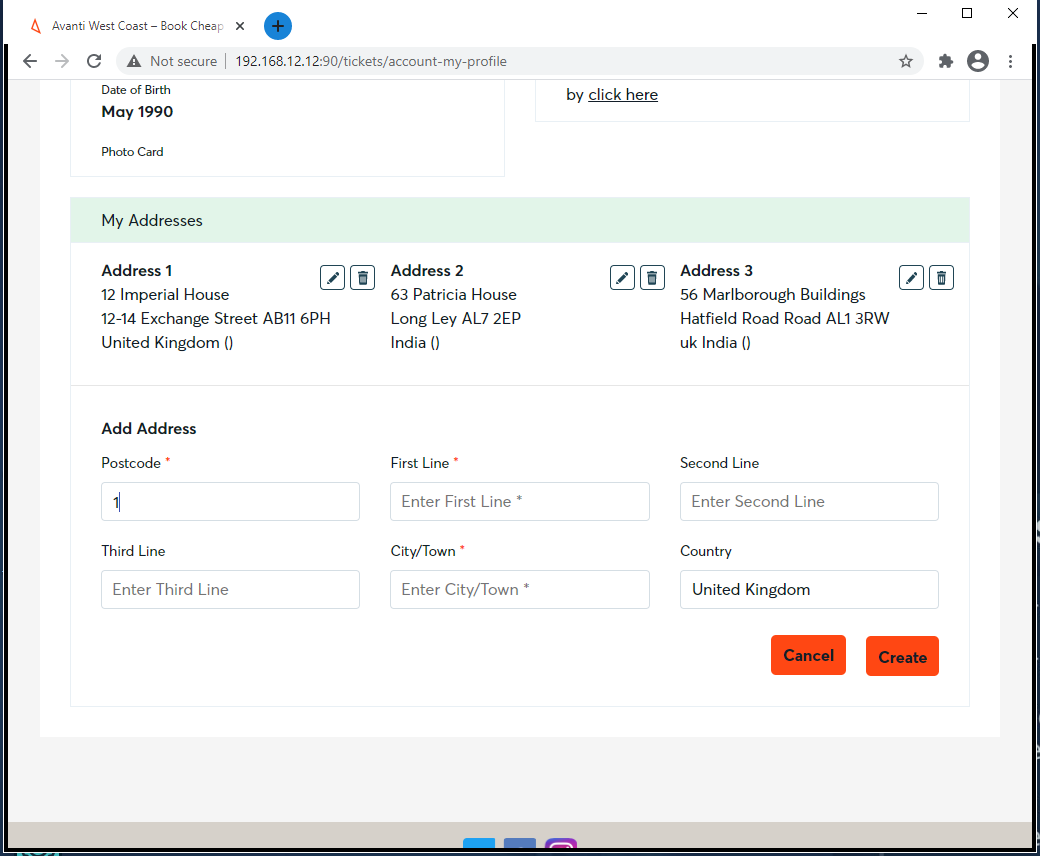 Avanti West Coast – Book Cheap
Not secure
192.168.12.12:90/tickets/account-my-profile
Date of Birth
May 1990
Photo Card
by click here
My Addresses
Address 1
12 Imperial House
12-14 Exchange Street AB11 6PH
United Kingdom ()
Address 2
63 Patricia House
Long Ley AL7 2EP
India ()
Address 3
56 Marlborough Buildings
Hatfield Road Road AL1 3RW
uk India ()
Add Address
Postcode *
1
First Line *
Enter First Line *
Second Line
Enter Second Line
Third Line
Enter Third Line
City/Town *
Enter City/Town *
Country
United Kingdom
Cancel
Create